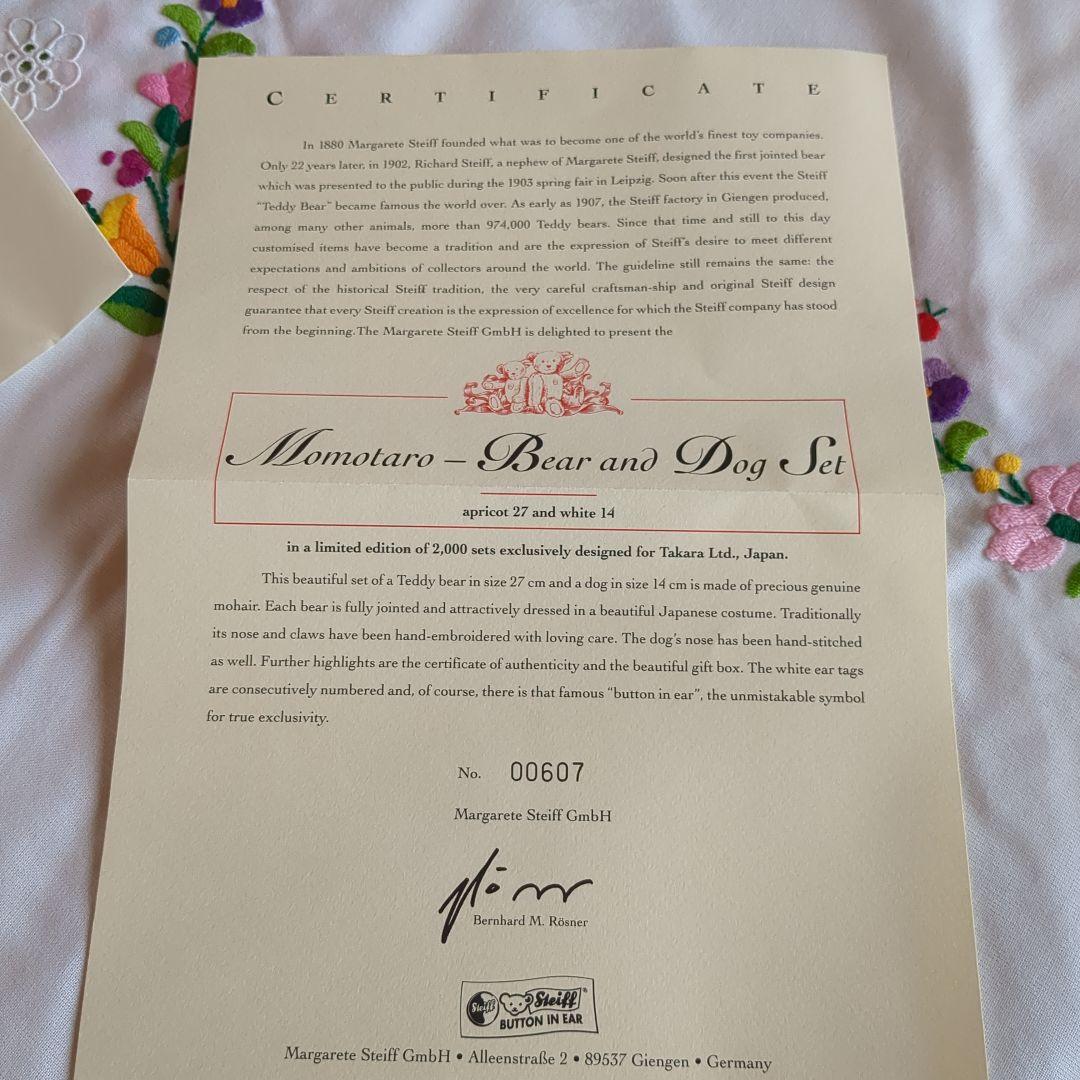 CERTIFICATE
In 1880 Margarete Steiff founded what was to become one of the world's finest toy companies.
Only 22 years later, in 1902, Richard Steiff, a nephew of Margarete Steiff, designed the first jointed bear
which was presented to the public during the 1903 spring fair in Leipzig. Soon after this event the Steiff
"Teddy Bear" became famous the world over. As early as 1907, the Steiff factory in Giengen produced,
among many other animals, more than 974,000 Teddy bears. Since that time and still to this day
customised items have become a tradition and are the expression of Steiff's desire to meet different
expectations and ambitions of collectors around the world. The guideline still remains the same: the
respect of the historical Steiff tradition, the very careful craftsman-ship and original Steiff design
guarantee that every Steiff creation is the expression of excellence for which the Steiff company has stood
from the beginning. The Margarete Steiff GmbH is delighted to present the
Momotaro – Bear and Dog Set
apricot 27 and white 14
in a limited edition of 2,000 sets exclusively designed for Takara Ltd., Japan.
This beautiful set of a Teddy bear in size 27 cm and a dog in size 14 cm is made of precious genuine
mohair. Each bear is fully jointed and attractively dressed in a beautiful Japanese costume. Traditionally
its nose and claws have been hand-embroidered with loving care. The dog's nose has been hand-stitched
as well. Further highlights are the certificate of authenticity and the beautiful gift box. The white ear tags
are consecutively numbered and, of course, there is that famous "button in ear", the unmistakable symbol
for true exclusivity.
No. 00607
Margarete Steiff GmbH
Bernhard M. Rösner
Steiff Steiff®
BUTTON IN EAR
Margarete Steiff GmbH • Alleenstraße 2 • 89537 Giengen • Germany